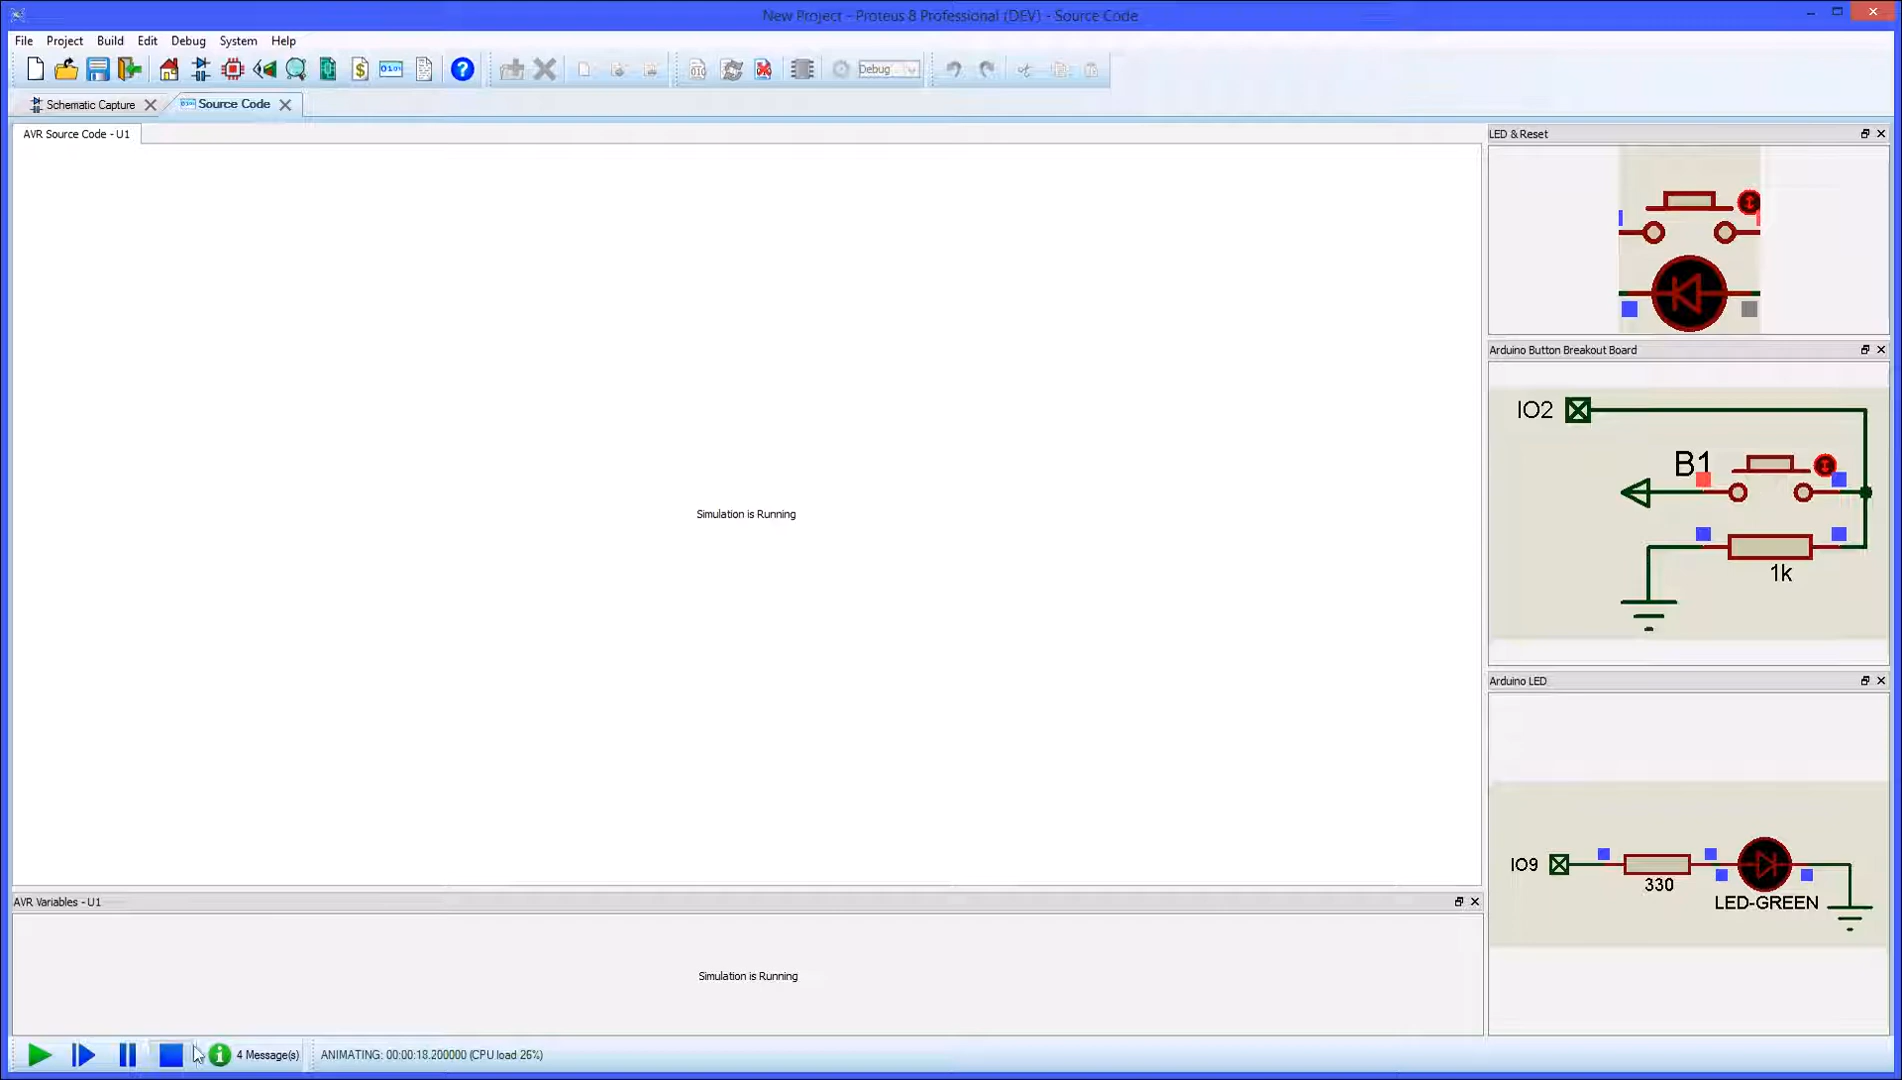 New Project - Proteus 8 Professional (DEV) - Source Code
File Project Build Edit Debug System Help
Debug
Schematic Capture
Source Code
AVR Source Code - U1
Simulation is Running
AVR Variables - U1
Simulation is Running
LED & Reset
Arduino Button Breakout Board
IO2
B1
1k
Arduino LED
IO9
330
LED-GREEN
4 Message(s)
ANIMATING: 00:00:18.200000 (CPU load 26%)